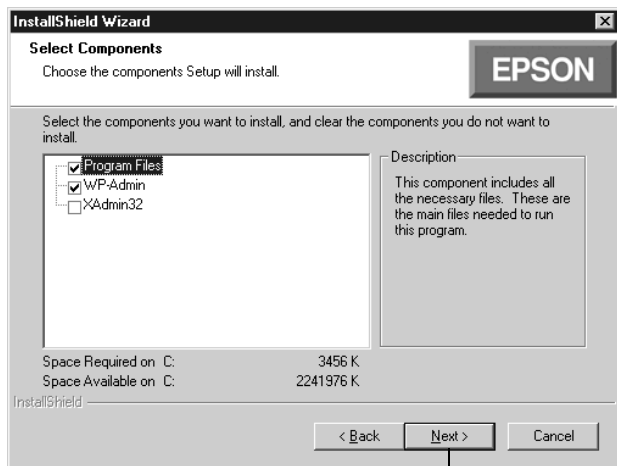 InstallShield Wizard
Select Components
Choose the components Setup will install.
EPSON
Select the components you want to install, and clear the components you do not want to
install.
Program Files
WP-Admin
XAdmin32
Description
This component includes all
the necessary files. These are
the main files needed to run
this program.
Space Required on C: 3456 K
Space Available on C: 2241976 K
InstallShield
< Back Next > Cancel